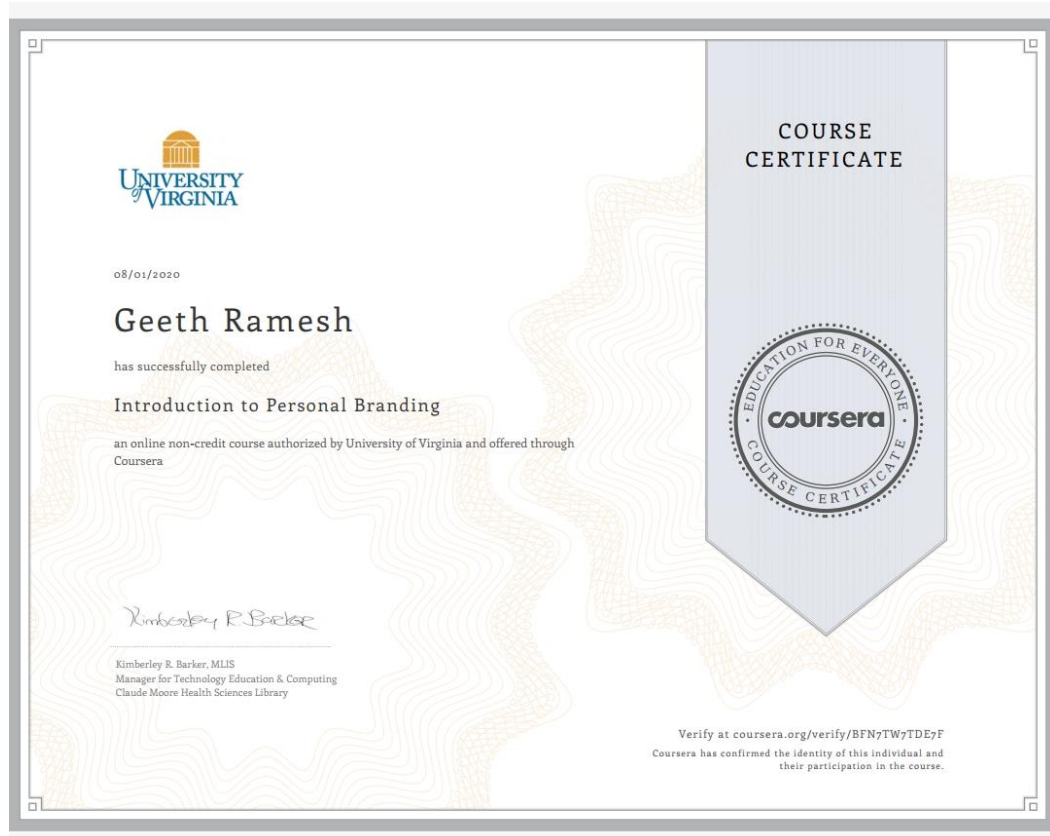 UNIVERSITY
of VIRGINIA
08/01/2020
Geeth Ramesh
has successfully completed
Introduction to Personal Branding
an online non-credit course authorized by University of Virginia and offered through
Coursera
Kimberley R. Barker
Kimberley R. Barker, MLIS
Manager for Technology Education & Computing
Claude Moore Health Sciences Library
COURSE
CERTIFICATE
EDUCATION FOR EVERYONE
coursera
COURSE CERTIFICATE
Verify at coursera.org/verify/BFN7TW7TDE7F
Coursera has confirmed the identity of this individual and
their participation in the course.